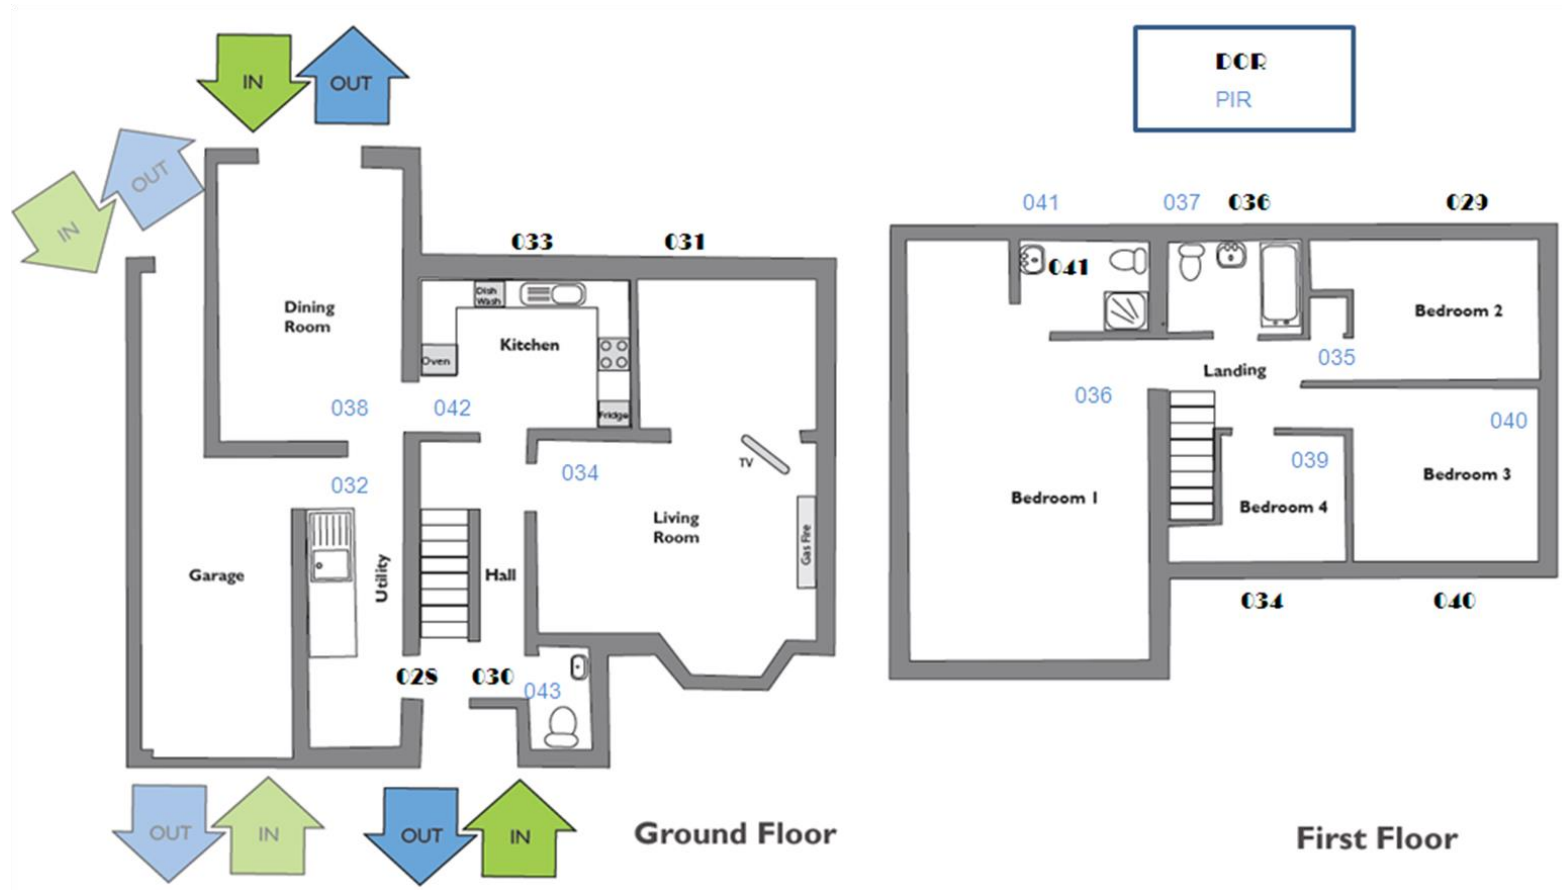 IN
OUT
IN
OUT
DOR
PIR
033
031
Dish
Wash
Dining
Room
Kitchen
Oven
038
042
Fridge
TV
032
034
Living
Room
Gas Fire
Garage
Utility
Hall
028
030
043
OUT
IN
OUT
IN
Ground Floor
041
037
036
029
041
Bedroom 2
035
Landing
036
040
039
Bedroom 3
Bedroom 1
Bedroom 4
034
040
First Floor